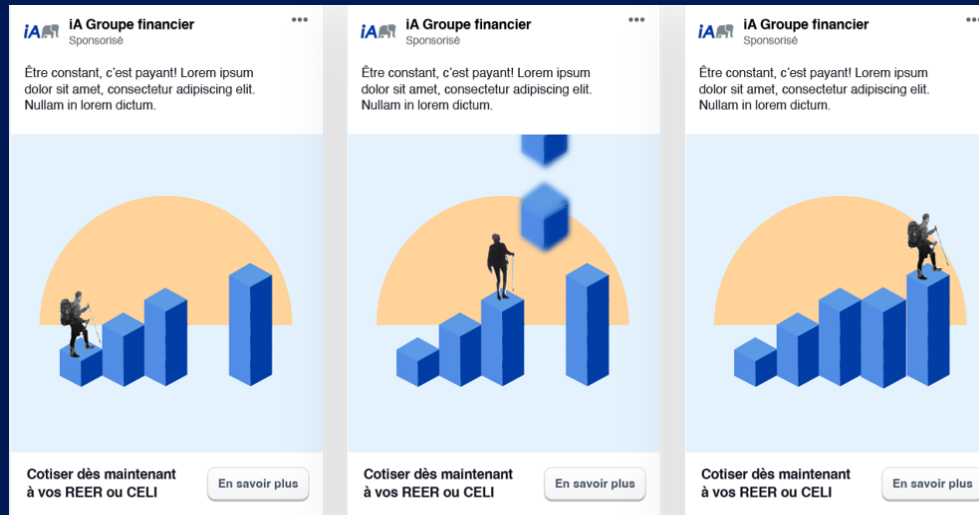 iA iA Groupe financier
Sponsorisé
Être constant, c'est payant! Lorem ipsum
dolor sit amet, consectetur adipiscing elit.
Nullam in lorem dictum.
Cotiser dès maintenant
à vos REER ou CELI
En savoir plus
iA iA Groupe financier
Sponsorisé
Être constant, c'est payant! Lorem ipsum
dolor sit amet, consectetur adipiscing elit.
Nullam in lorem dictum.
Cotiser dès maintenant
à vos REER ou CELI
En savoir plus
iA iA Groupe financier
Sponsorisé
Être constant, c'est payant! Lorem ipsum
dolor sit amet, consectetur adipiscing elit.
Nullam in lorem dictum.
Cotiser dès maintenant
à vos REER ou CELI
En savoir plus